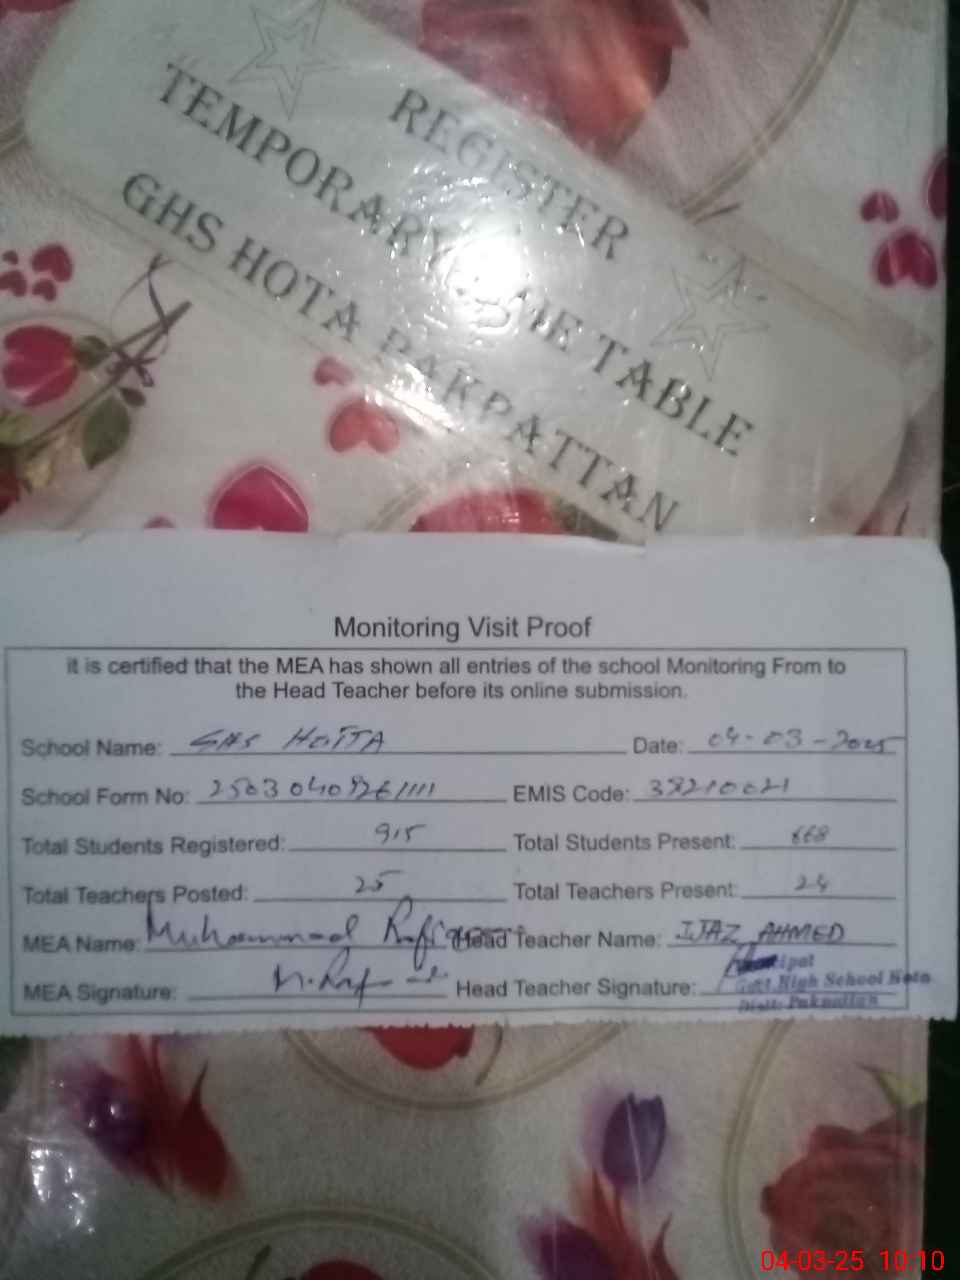 REGISTER
TEMPORARY TIME TABLE
GHS HOTA PAKPATTAN
Monitoring Visit Proof
it is certified that the MEA has shown all entries of the school Monitoring From to
the Head Teacher before its online submission.
School Name: GHS HOTTA Date: 04-03-2025
School Form No: EMIS Code: 39210021
Total Students Registered: 915 Total Students Present: 668
Total Teachers Posted: 25 Total Teachers Present: 24
MEA Name: Muhammad Rafique Head Teacher Name: IJAZ AHMED
MEA Signature: Head Teacher Signature:
Principal
Govt. High School Hota
Distt: Pakpattan
04-03-25 10:10